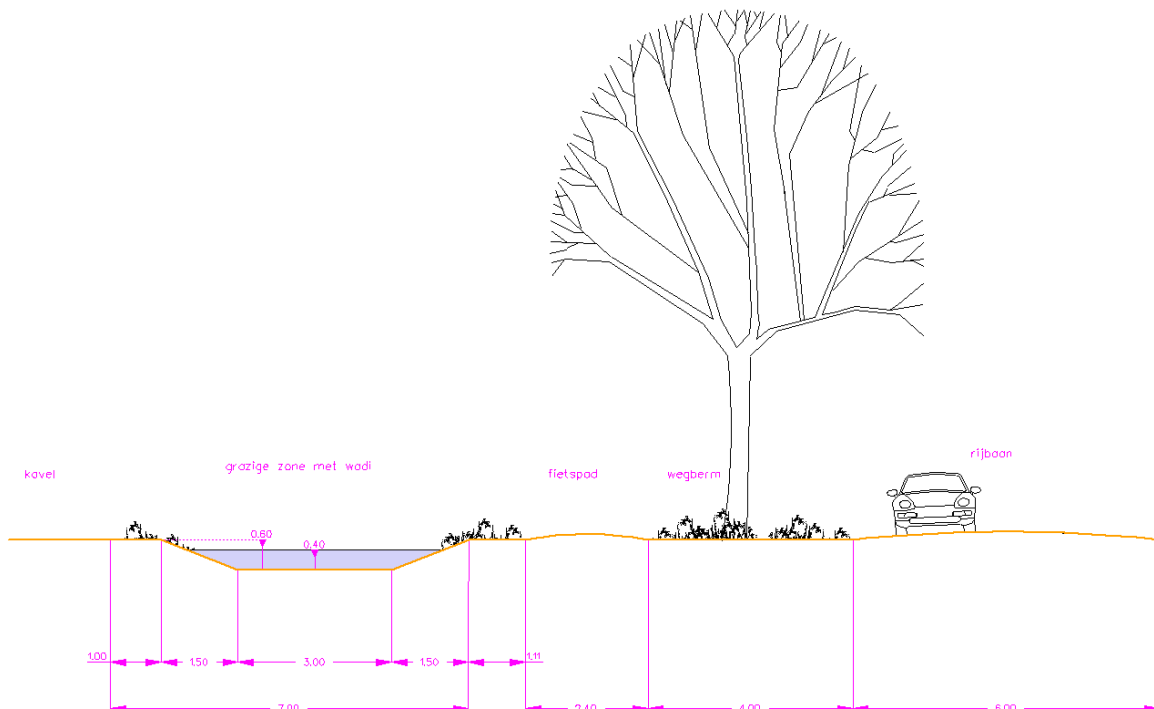 rijbaan
grazige zone met wadi
kavel
fietspad
wegberm
0.60
0.40
1.00
1.50
3.00
1.50
1.11
7.00
2.40
4.00
6.00